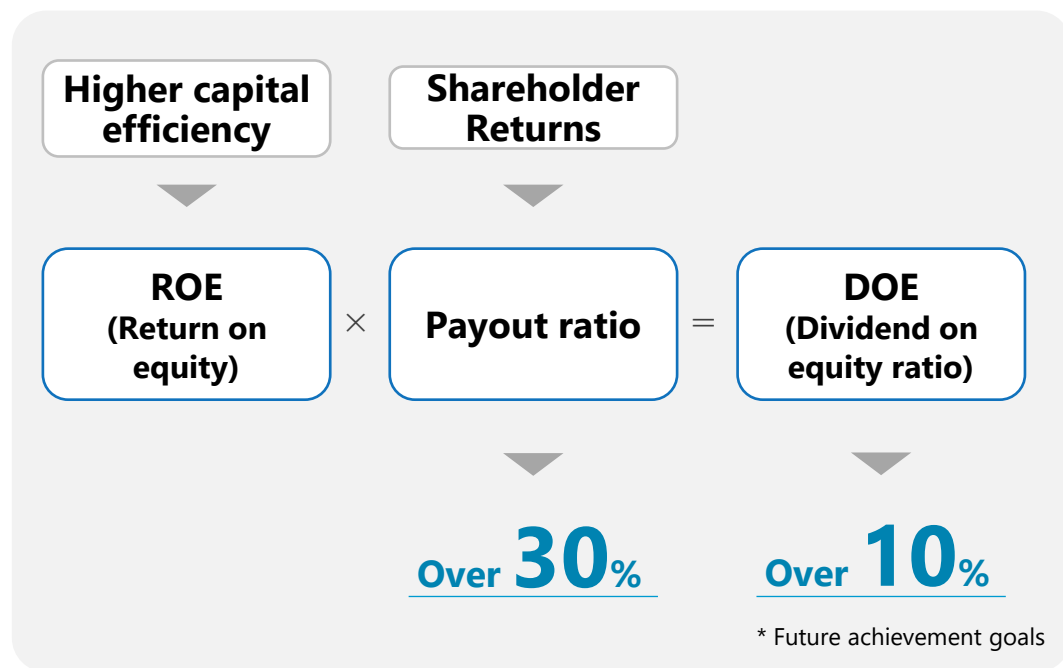 Higher capital
efficiency
Shareholder
Returns
ROE
(Return on
equity)
×
Payout ratio
=
DOE
(Dividend on
equity ratio)
Over 30%
Over 10%
* Future achievement goals